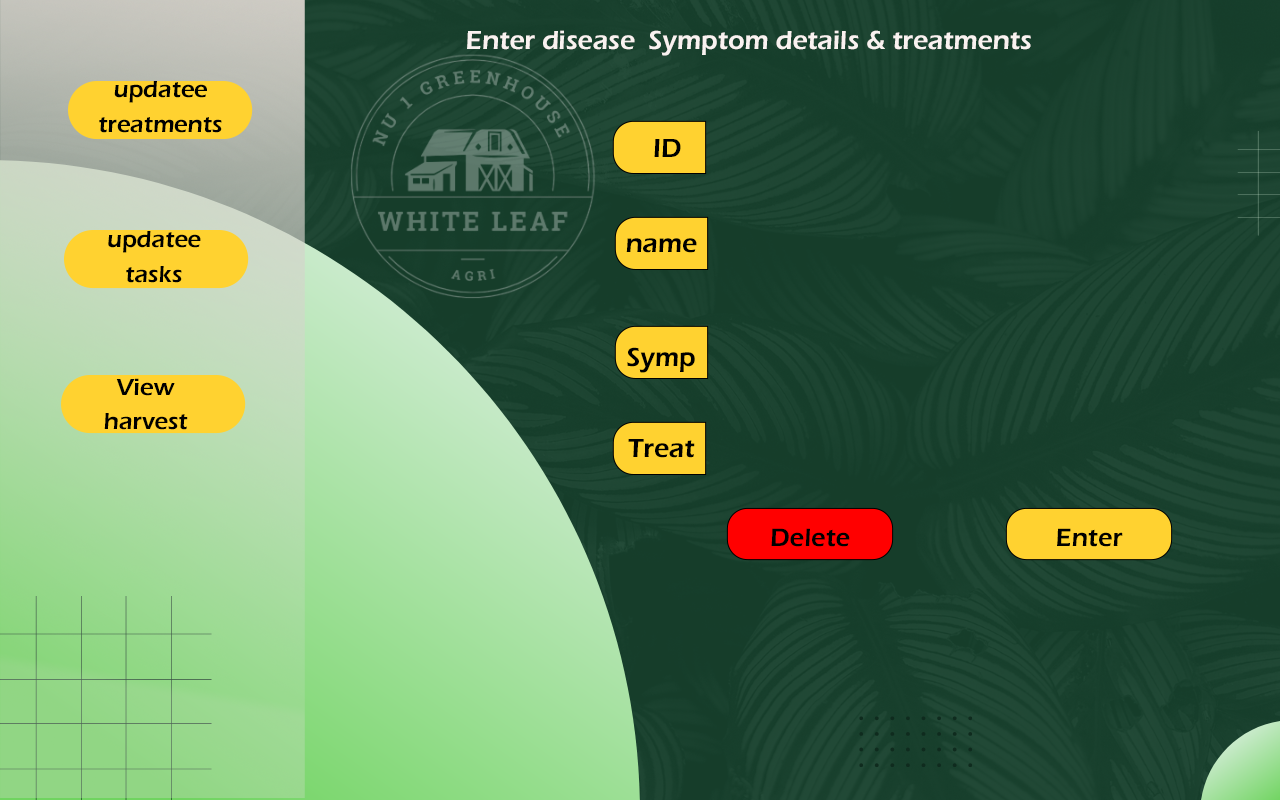 Enter disease Symptom details & treatments
updatee
treatments
updatee
tasks
View
harvest
NU 1 GREENHOUSE
WHITE LEAF
AGRI
ID
name
Symp
Treat
Delete
Enter